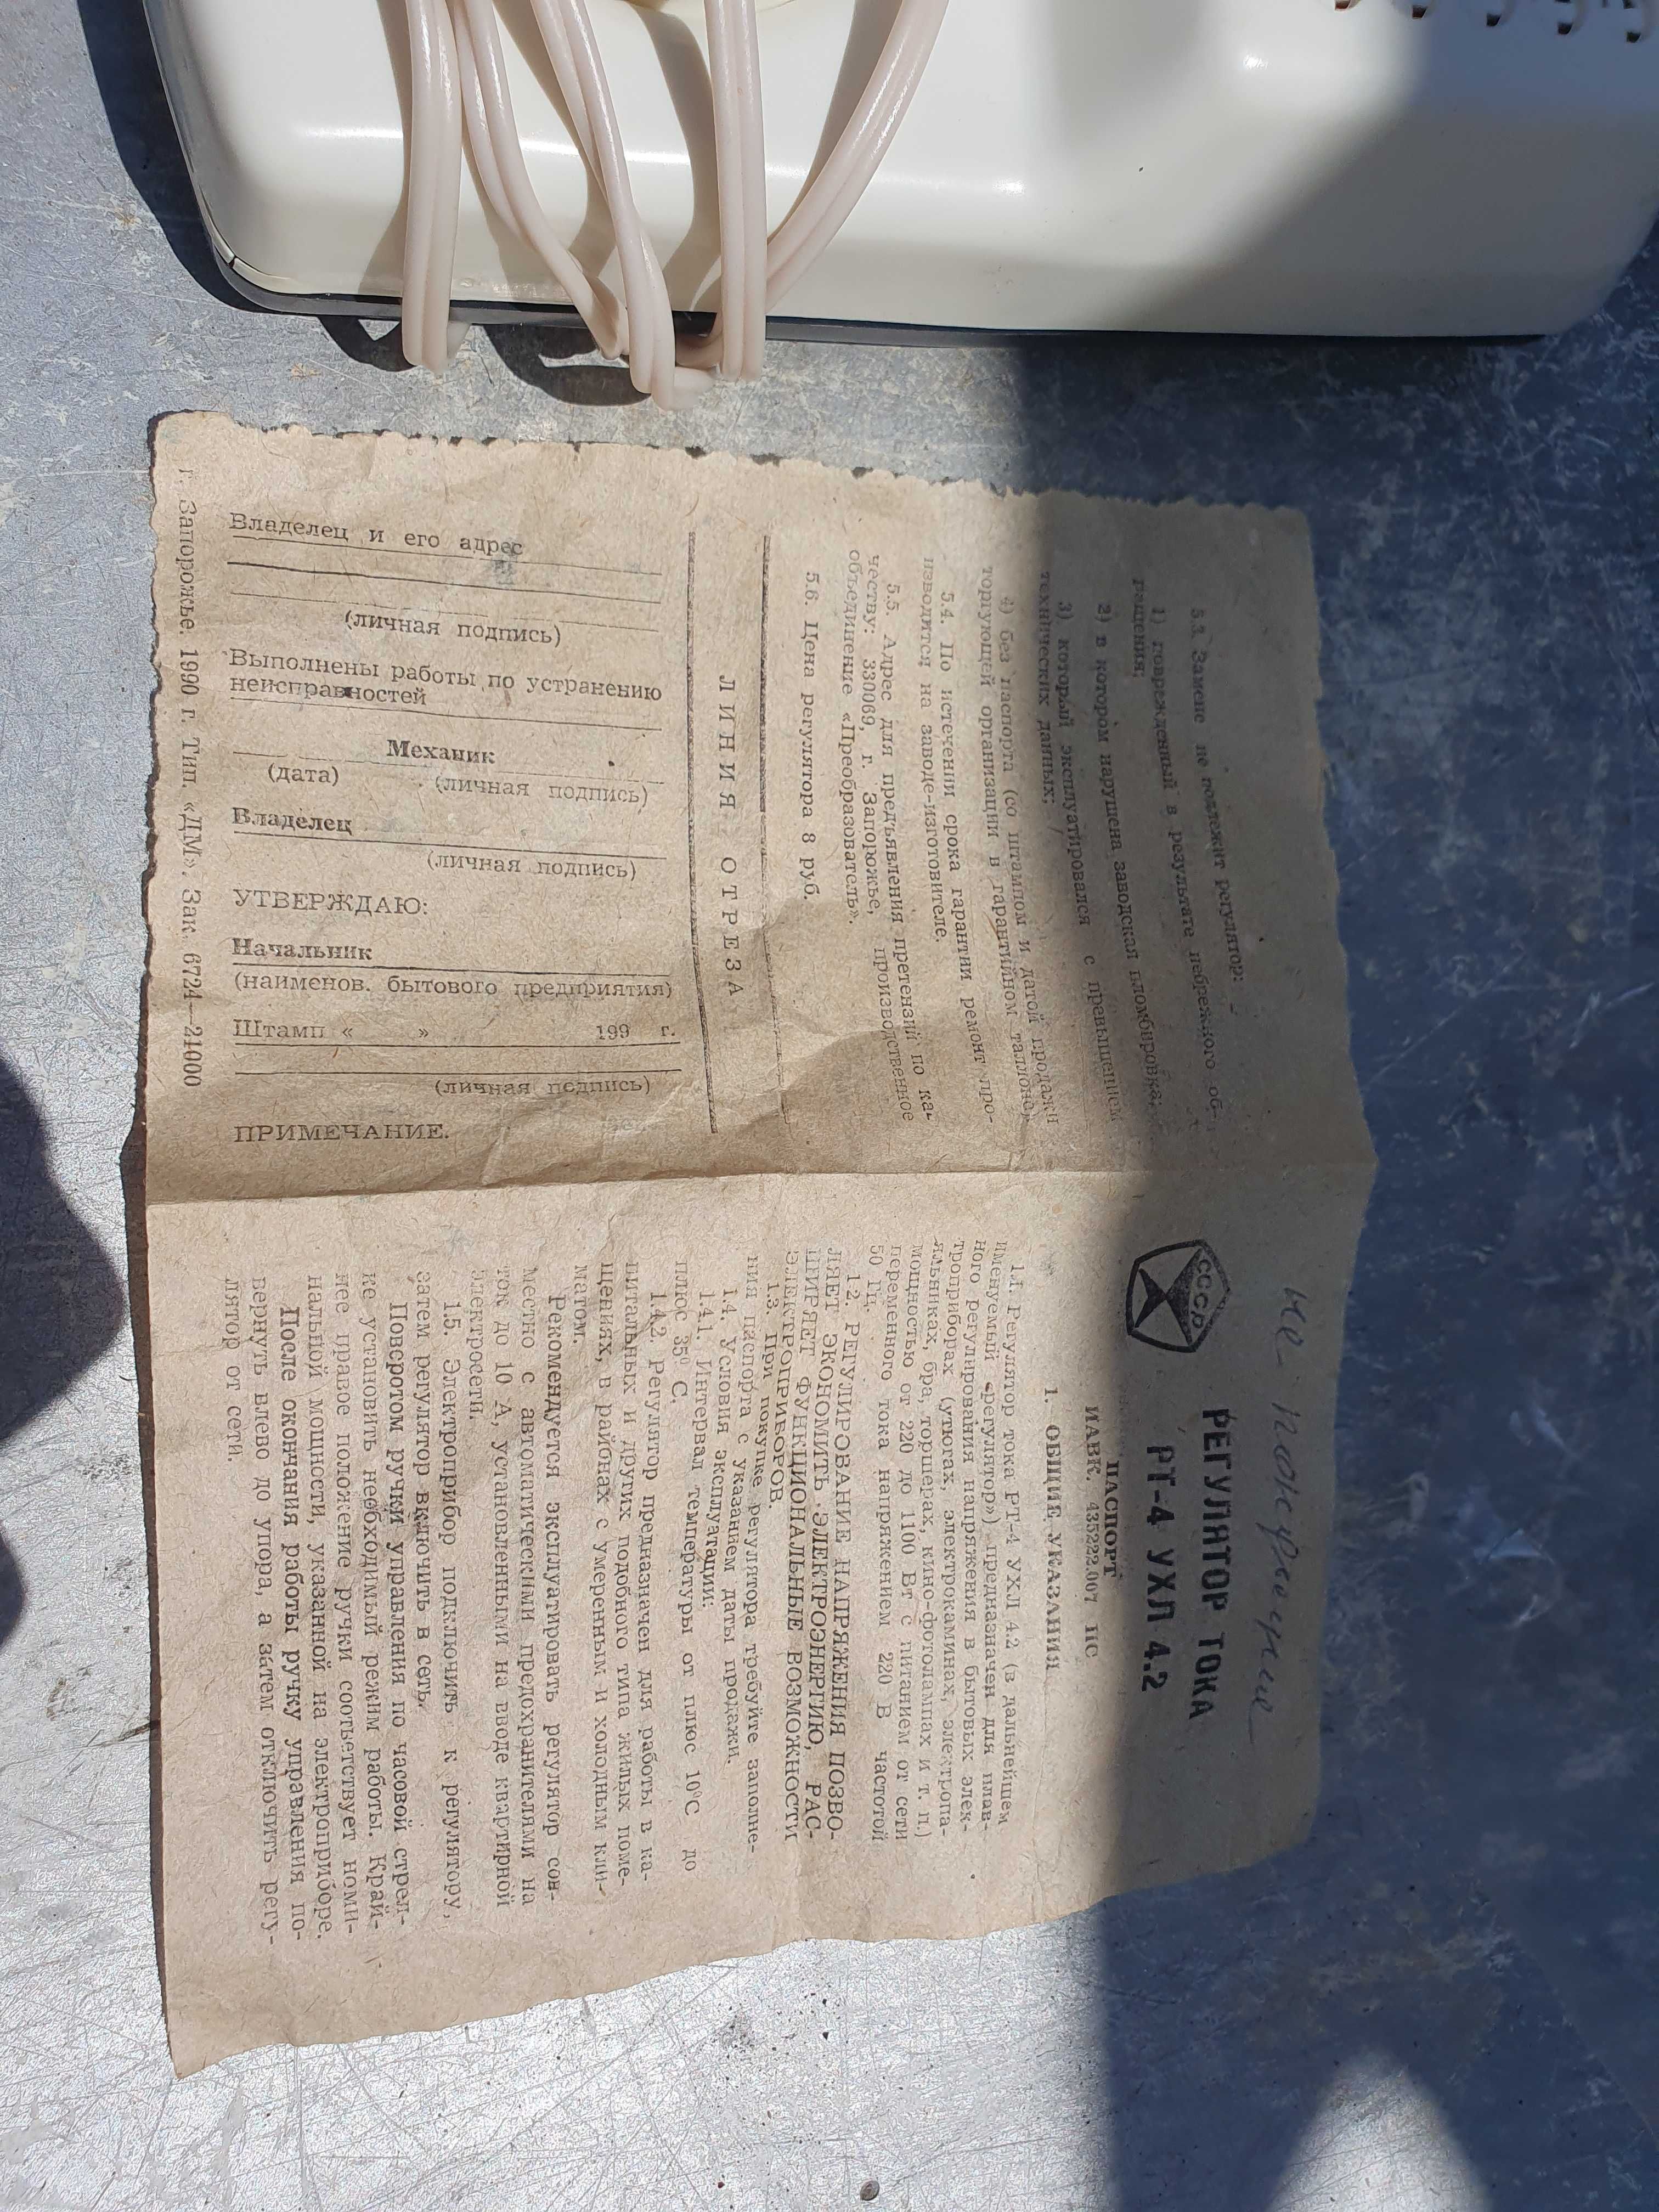 5.3. Замене не подлежит регулятор:
1) поврежденный в результате небрежного об-
ращения;
2) в котором нарушена заводская пломбировка;
3) который эксплуатировался с превышением
технических данных;
4) без паспорта (со штампом и датой продажи
торгующей организации в гарантийном талоне).
5.4. По истечении срока гарантии ремонт про-
изводится на заводе-изготовителе.
5.5. Адрес для предъявления претензий по ка-
честву: 330069, г. Запорожье, производственное
объединение «Преобразователь».
5.6. Цена регулятора 8 руб.
ЛИНИЯ ОТРЕЗА
Владелец и его адрес
(личная подпись)
Выполнены работы по устранению
неисправностей
Механик
(дата) (личная подпись)
Владелец
(личная подпись)
УТВЕРЖДАЮ:
Начальник
(наименов. бытового предприятия)
Штамп « » 199 г.
(личная подпись)
ПРИМЕЧАНИЕ.
г. Запорожье. 1990 г. Тип. «ДМ». Зак. 6724—21000
не
СССР
РЕГУЛЯТОР ТОКА
РТ-4 УХЛ 4.2
ПАСПОРТ
ИАВК. 435222.007 ПС
1. ОБЩИЕ УКАЗАНИЯ
1.1. Регулятор тока РТ-4 УХЛ 4.2 (в дальнейшем
именуемый «регулятор») предназначен для плав-
ного регулирования напряжения в бытовых элек-
троприборах (утюгах, электрокаминах, электропа-
яльниках, бра, торшерах, кино-фотолампах и т. п.)
мощностью от 220 до 1100 Вт с питанием от сети
переменного тока напряжением 220 В частотой
50 Гц.
1.2. РЕГУЛИРОВАНИЕ НАПРЯЖЕНИЯ ПОЗВО-
ЛЯЕТ ЭКОНОМИТЬ ЭЛЕКТРОЭНЕРГИЮ, РАС-
ШИРЯЕТ ФУНКЦИОНАЛЬНЫЕ ВОЗМОЖНОСТИ
ЭЛЕКТРОПРИБОРОВ.
1.3. При покупке регулятора требуйте заполне-
ния паспорта с указанием даты продажи.
1.4. Условия эксплуатации:
1.4.1. Интервал температуры от плюс 10°С до
плюс 35° С.
1.4.2. Регулятор предназначен для работы в ка-
питальных и других подобного типа жилых поме-
щениях, в районах с умеренным и холодным кли-
матом.
Рекомендуется эксплуатировать регулятор сов-
местно с автоматическими предохранителями на
ток до 10 А, установленными на вводе квартирной
электросети.
1.5. Электроприбор подключить к регулятору,
затем регулятор включить в сеть.
Поворотом ручки управления по часовой стрел-
ке установить необходимый режим работы. Край-
нее правое положение ручки соответствует номи-
нальной мощности, указанной на электроприборе.
После окончания работы ручку управления по-
вернуть влево до упора, а затем отключить регу-
лятор от сети.